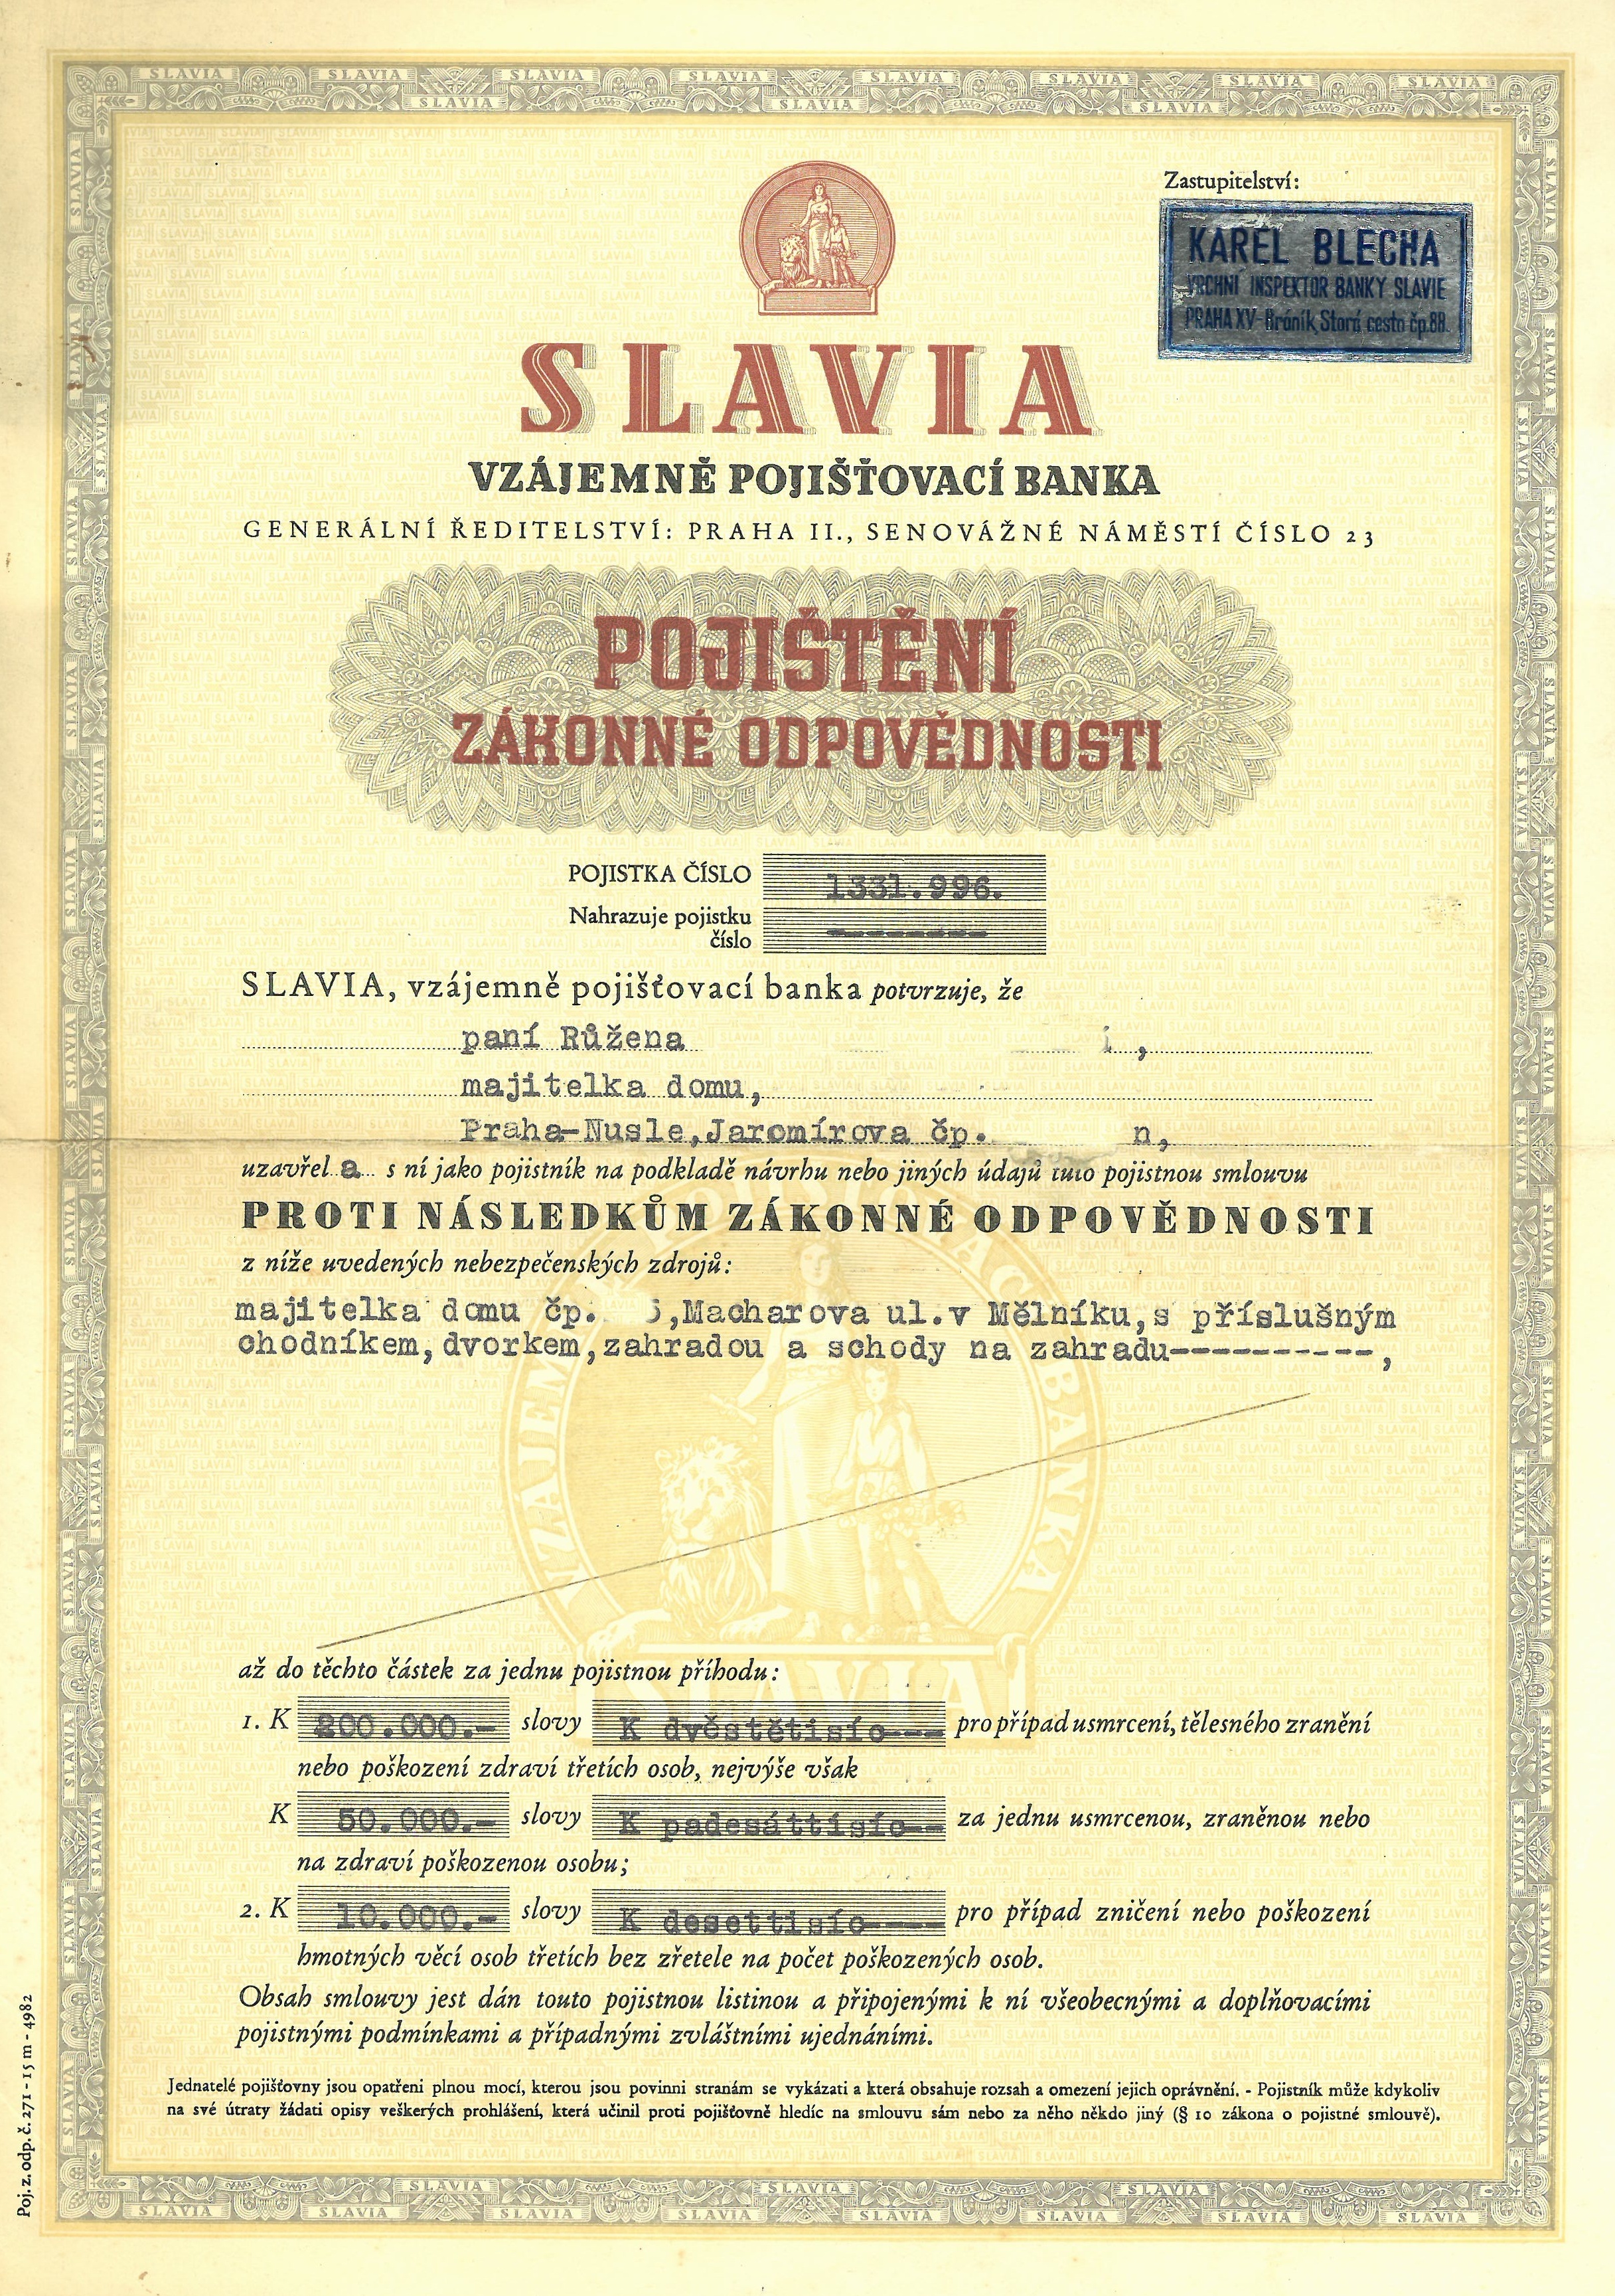 Zastupitelství:
KAREL BLECHA
VRCHNÍ INSPEKTOR BANKY SLAVIE
PRAHA XV-Bráník, Stará cesta čp. 88.
SLAVIA
VZÁJEMNĚ POJIŠŤOVACÍ BANKA
GENERÁLNÍ ŘEDITELSTVÍ: PRAHA II., SENOVÁŽNÉ NÁMĚSTÍ ČÍSLO 23
POJIŠTĚNÍ
ZÁKONNÉ ODPOVĚDNOSTI
POJISTKA ČÍSLO 1331.996.
Nahrazuje pojistku
číslo -------
SLAVIA, vzájemně pojišťovací banka potvrzuje, že
paní Růžena i,
majitelka domu,
Praha-Nusle,Jaromírova čp. n,
uzavřel a s ní jako pojistník na podkladě návrhu nebo jiných údajů tuto pojistnou smlouvu
PROTI NÁSLEDKŮM ZÁKONNÉ ODPOVĚDNOSTI
z níže uvedených nebezpečenských zdrojů:
majitelka domu čp. ,Macharova ul.v Mělníku,s příslušným
chodníkem,dvorkem,zahradou a schody na zahradu----------,
až do těchto částek za jednu pojistnou příhodu:
1. K 200.000.- slovy K dvěstětisíc--- pro případ usmrcení, tělesného zranění
nebo poškození zdraví třetích osob, nejvýše však
K 50.000.- slovy K padesáttisíc-- za jednu usmrcenou, zraněnou nebo
na zdraví poškozenou osobu;
2. K 10.000.- slovy K desettisíc---- pro případ zničení nebo poškození
hmotných věcí osob třetích bez zřetele na počet poškozených osob.
Obsah smlouvy jest dán touto pojistnou listinou a připojenými k ní všeobecnými a doplňovacími
pojistnými podmínkami a případnými zvláštními ujednáními.
Jednatelé pojišťovny jsou opatřeni plnou mocí, kterou jsou povinni stranám se vykázati a která obsahuje rozsah a omezení jejich oprávnění. - Pojistník může kdykoliv
na své útraty žádati opisy veškerých prohlášení, která učinil proti pojišťovně hledíc na smlouvu sám nebo za něho někdo jiný (§ 10 zákona o pojistné smlouvě).
Poj. z. odp. č. 271 - 15 m - 4982